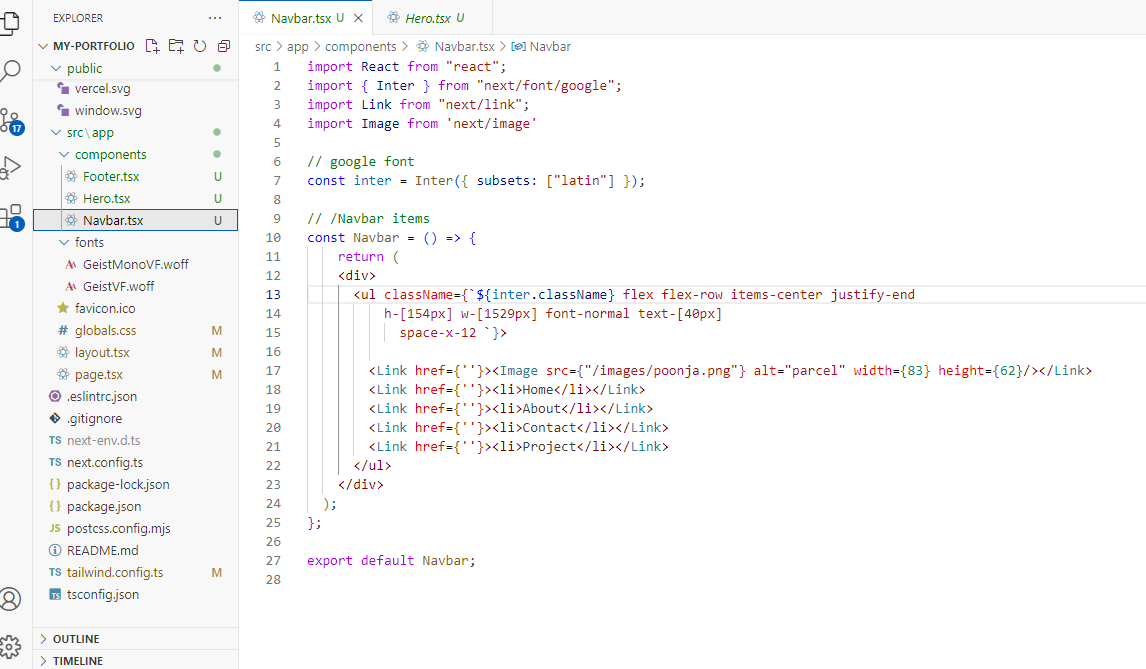 EXPLORER ...
MY-PORTFOLIO
public
vercel.svg
window.svg
src\app
components
Footer.tsx U
Hero.tsx U
Navbar.tsx U
fonts
GeistMonoVF.woff
GeistVF.woff
favicon.ico
# globals.css M
layout.tsx M
page.tsx M
.eslintrc.json
.gitignore
TS next-env.d.ts
TS next.config.ts
{} package-lock.json
{} package.json
JS postcss.config.mjs
README.md
TS tailwind.config.ts M
TS tsconfig.json
OUTLINE
TIMELINE
17
1
Navbar.tsx U Hero.tsx U
src > app > components > Navbar.tsx > Navbar
1 import React from "react";
2 import { Inter } from "next/font/google";
3 import Link from "next/link";
4 import Image from 'next/image'
5
6 // google font
7 const inter = Inter({ subsets: ["latin"] });
8
9 // /Navbar items
10 const Navbar = () => {
11 return (
12 <div>
13 <ul className={`${inter.className} flex flex-row items-center justify-end
14 h-[154px] w-[1529px] font-normal text-[40px]
15 space-x-12 `}>
16
17 <Link href={''}><Image src={"/images/poonja.png"} alt="parcel" width={83} height={62}/></Link>
18 <Link href={''}><li>Home</li></Link>
19 <Link href={''}><li>About</li></Link>
20 <Link href={''}><li>Contact</li></Link>
21 <Link href={''}><li>Project</li></Link>
22 </ul>
23 </div>
24 );
25 };
26
27 export default Navbar;
28